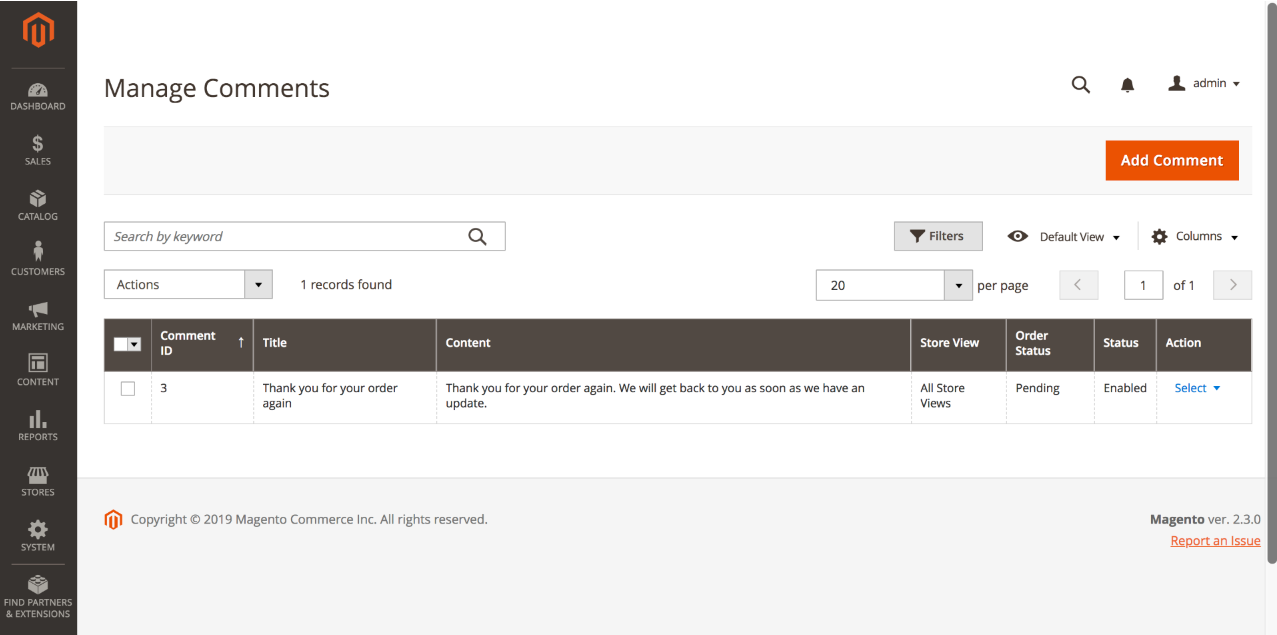 Manage Comments
admin
Add Comment
DASHBOARD
SALES
CATALOG
CUSTOMERS
MARKETING
CONTENT
REPORTS
STORES
SYSTEM
FIND PARTNERS
& EXTENSIONS
Search by keyword
Filters
Default View
Columns
Actions
1 records found
20
per page
1
of 1
Comment
ID
↑
Title
Content
Store View
Order
Status
Status
Action
3
Thank you for your order
again
Thank you for your order again. We will get back to you as soon as we have an
update.
All Store
Views
Pending
Enabled
Select
Copyright © 2019 Magento Commerce Inc. All rights reserved.
Magento ver. 2.3.0
Report an Issue